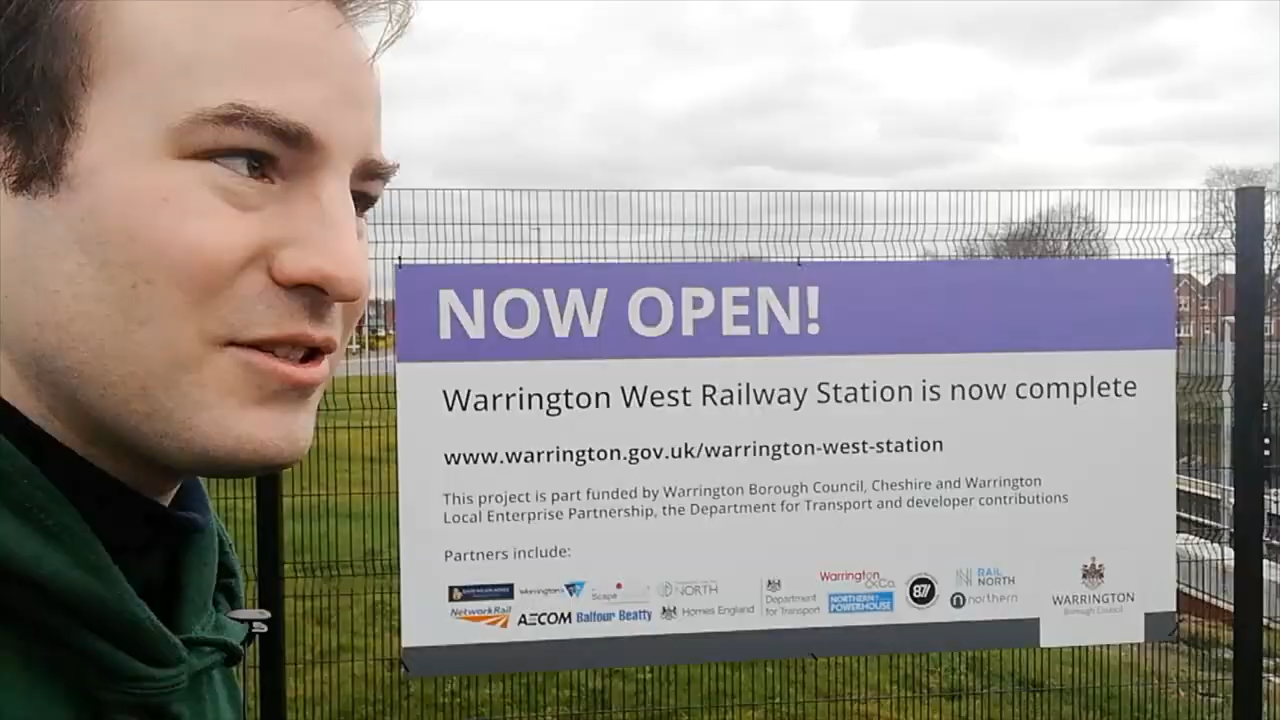 NOW OPEN!
Warrington West Railway Station is now complete
www.warrington.gov.uk/warrington-west-station
This project is part funded by Warrington Borough Council, Cheshire and Warrington
Local Enterprise Partnership, the Department for Transport and developer contributions
Partners include:
Warrington
&Co.
RAIL
NORTH
Scape
NORTH
Department
for Transport
NORTHERN
POWERHOUSE
871
northern
NetworkRail
AECOM
Balfour Beatty
Homes England
WARRINGTON
Borough Council